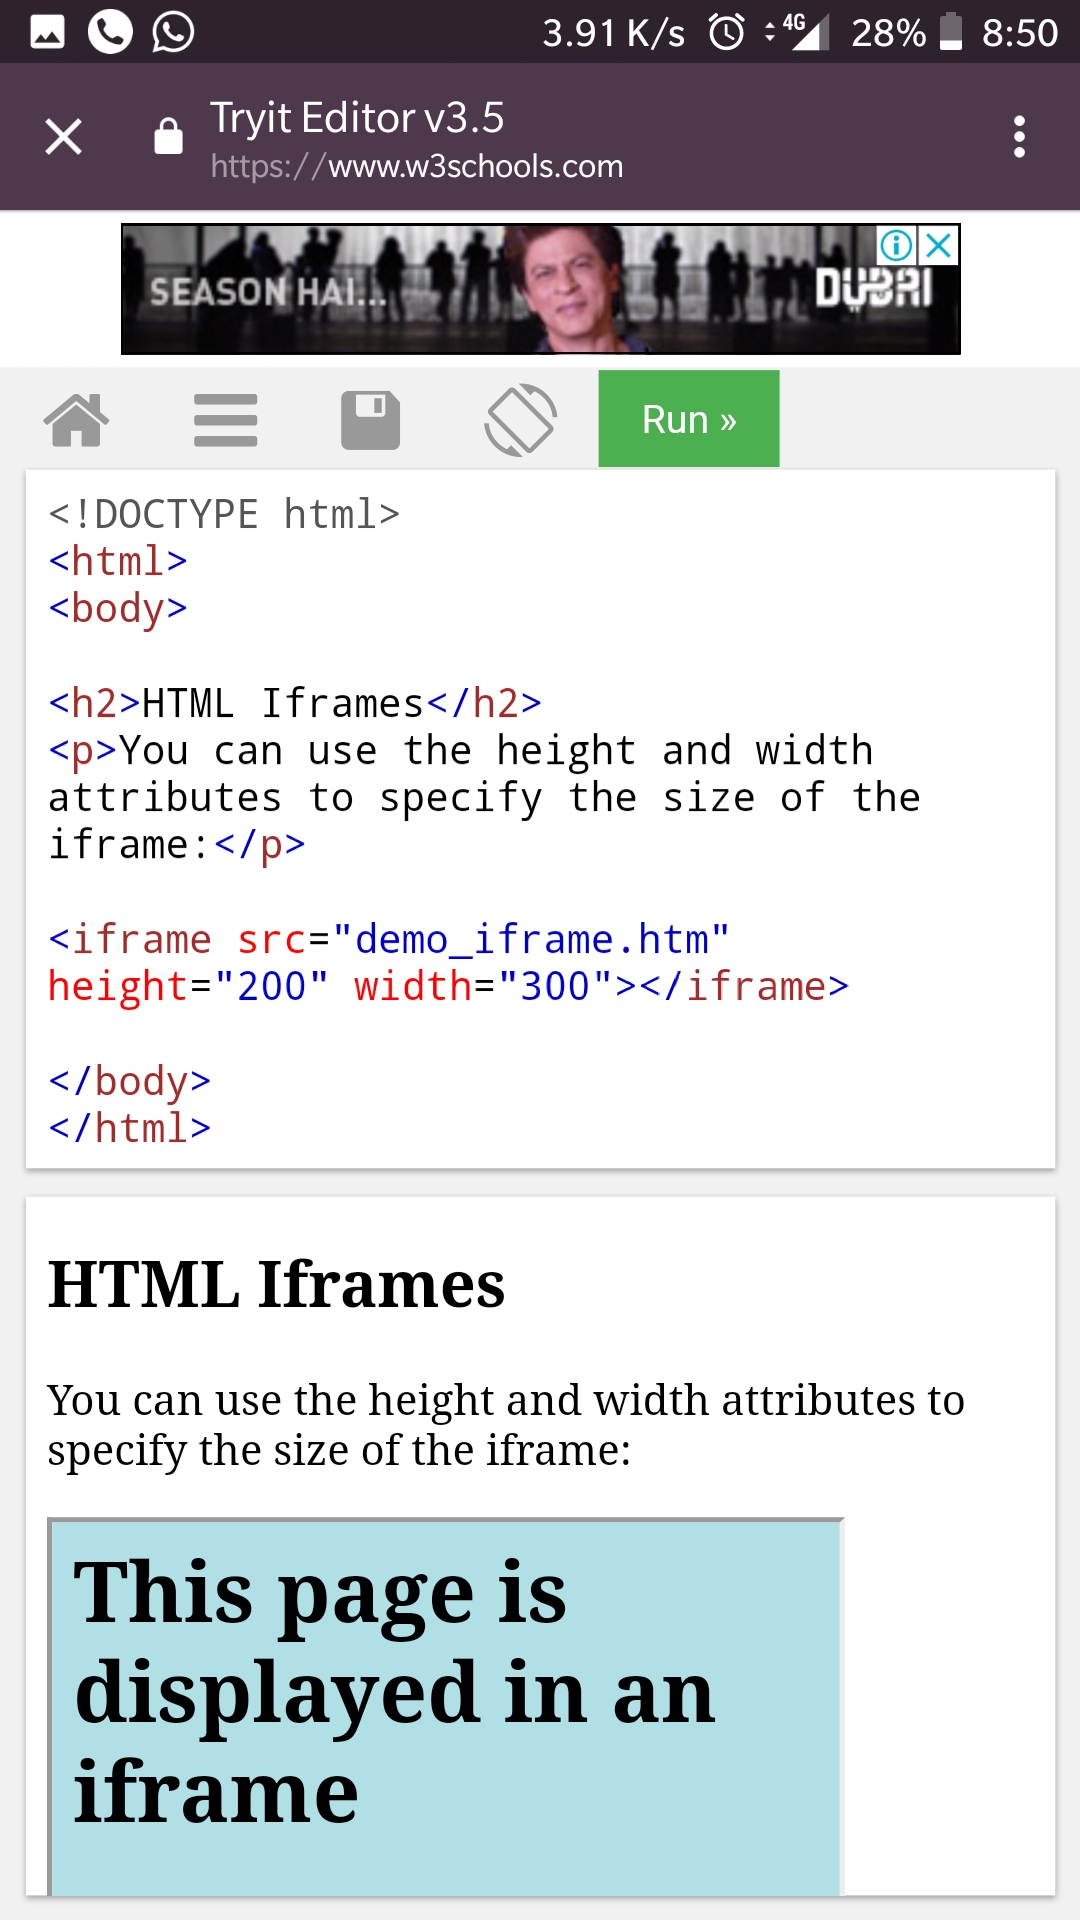 3.91 K/s 4G 28% 8:50
Tryit Editor v3.5
https://www.w3schools.com
SEASON HAI... DUBAI
Run »
<!DOCTYPE html>
<html>
<body>
<h2>HTML Iframes</h2>
<p>You can use the height and width
attributes to specify the size of the
iframe:</p>
<iframe src="demo_iframe.htm"
height="200" width="300"></iframe>
</body>
</html>
HTML Iframes
You can use the height and width attributes to
specify the size of the iframe:
This page is
displayed in an
iframe